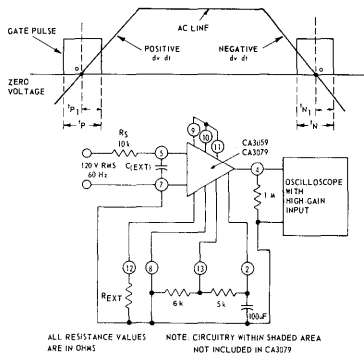 AC LINE
GATE PULSE
POSITIVE
dv dt
NEGATIVE
dv dt
ZERO
VOLTAGE
tP1
tP
tN1
tN
RS
10k
120 V RMS
60 Hz
C(EXT)
5
7
9
10
11
CA3059
CA3079
4
1 M
OSCILLOSCOPE
WITH
HIGH-GAIN
INPUT
12
8
13
2
REXT
6k
5k
100uF
ALL RESISTANCE VALUES
ARE IN OHMS
NOTE: CIRCUITRY WITHIN SHADED AREA
NOT INCLUDED IN CA3079